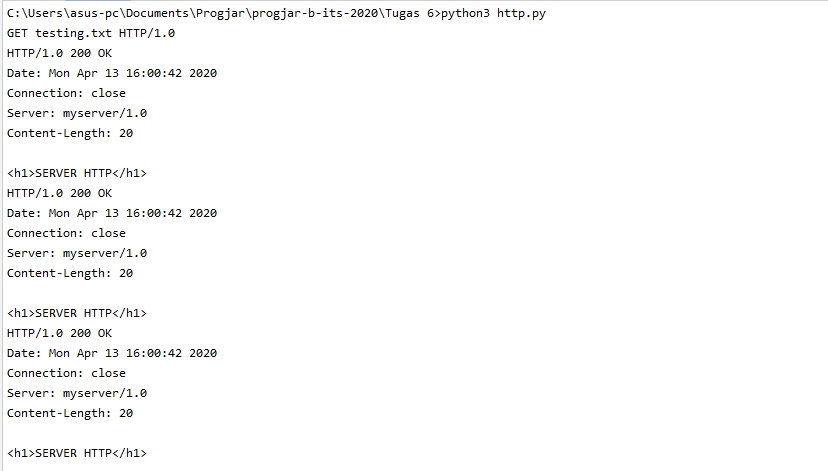 C:\Users\asus-pc\Documents\Progjar\progjar-b-its-2020\Tugas 6>python3 http.py
GET testing.txt HTTP/1.0
HTTP/1.0 200 OK
Date: Mon Apr 13 16:00:42 2020
Connection: close
Server: myserver/1.0
Content-Length: 20

<h1>SERVER HTTP</h1>
HTTP/1.0 200 OK
Date: Mon Apr 13 16:00:42 2020
Connection: close
Server: myserver/1.0
Content-Length: 20

<h1>SERVER HTTP</h1>
HTTP/1.0 200 OK
Date: Mon Apr 13 16:00:42 2020
Connection: close
Server: myserver/1.0
Content-Length: 20

<h1>SERVER HTTP</h1>